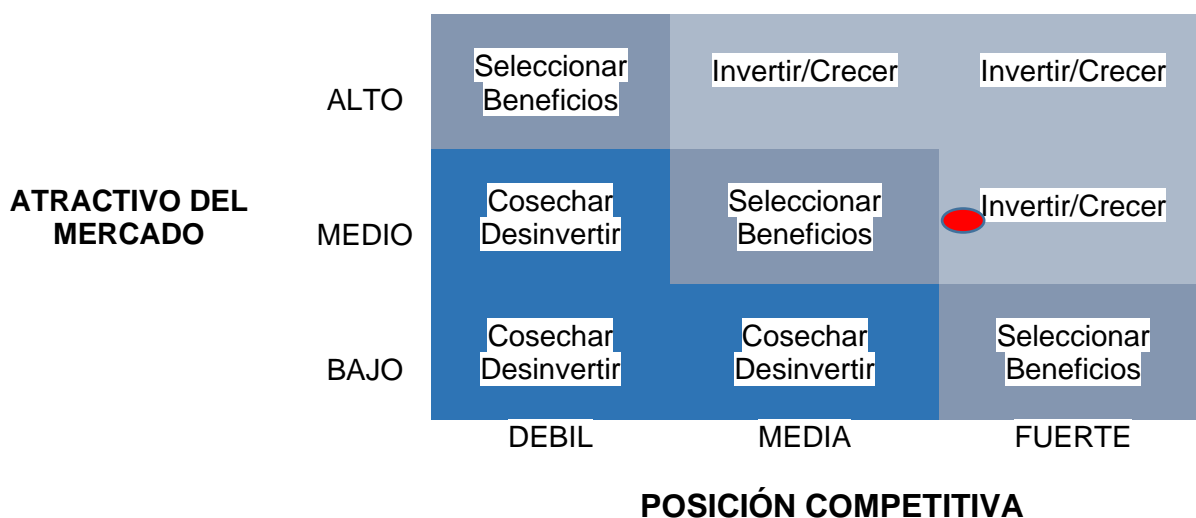 Seleccionar
Beneficios
Invertir/Crecer
Invertir/Crecer
ALTO
ATRACTIVO DEL
MERCADO
Cosechar
Desinvertir
Seleccionar
Beneficios
Invertir/Crecer
MEDIO
Cosechar
Desinvertir
Cosechar
Desinvertir
Seleccionar
Beneficios
BAJO
DEBIL
MEDIA
FUERTE
POSICIÓN COMPETITIVA